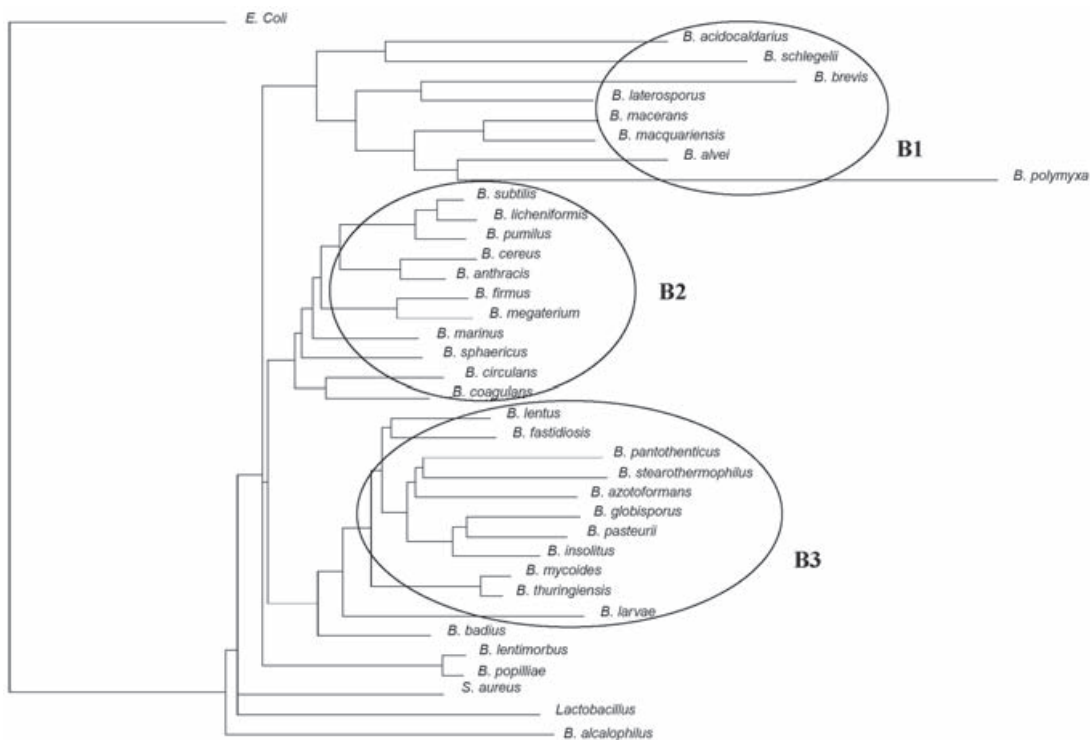 E. Coli
B. acidocaldarius
B. schlegelii
B. brevis
B. laterosporus
B. macerans
B. macquariensis
B1
B. alvei
B. polymyxa
B. subtilis
B. licheniformis
B. pumilus
B. cereus
B. anthracis
B2
B. firmus
B. megaterium
B. marinus
B. sphaericus
B. circulans
B. coagulans
B. lentus
B. fastidiosis
B. pantothenticus
B. stearothermophilus
B. azotoformans
B. globisporus
B. pasteurii
B. insolitus
B3
B. mycoides
B. thuringiensis
B. larvae
B. badius
B. lentimorbus
B. popilliae
S. aureus
Lactobacillus
B. alcalophilus